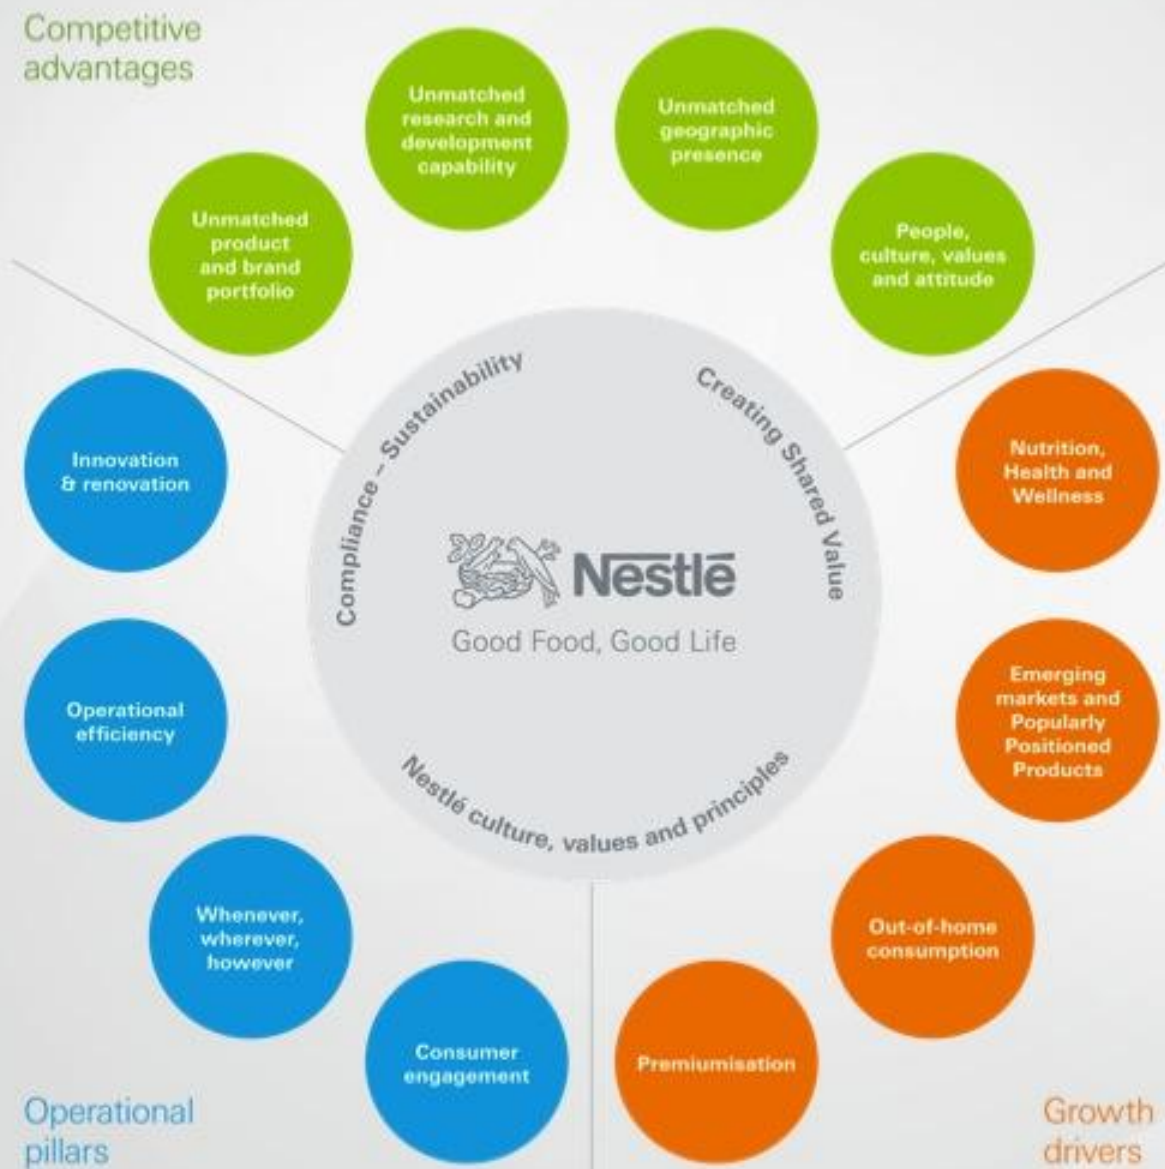 Competitive
advantages
Unmatched
product
and brand
portfolio
Unmatched
research and
development
capability
Unmatched
geographic
presence
People,
culture, values
and attitude
Nutrition,
Health and
Wellness
Emerging
markets and
Popularly
Positioned
Products
Out-of-home
consumption
Premiumisation
Growth
drivers
Innovation
& renovation
Operational
efficiency
Whenever,
wherever,
however
Consumer
engagement
Operational
pillars
Compliance – Sustainability
Creating Shared Value
Nestlé
Good Food, Good Life
Nestlé culture, values and principles